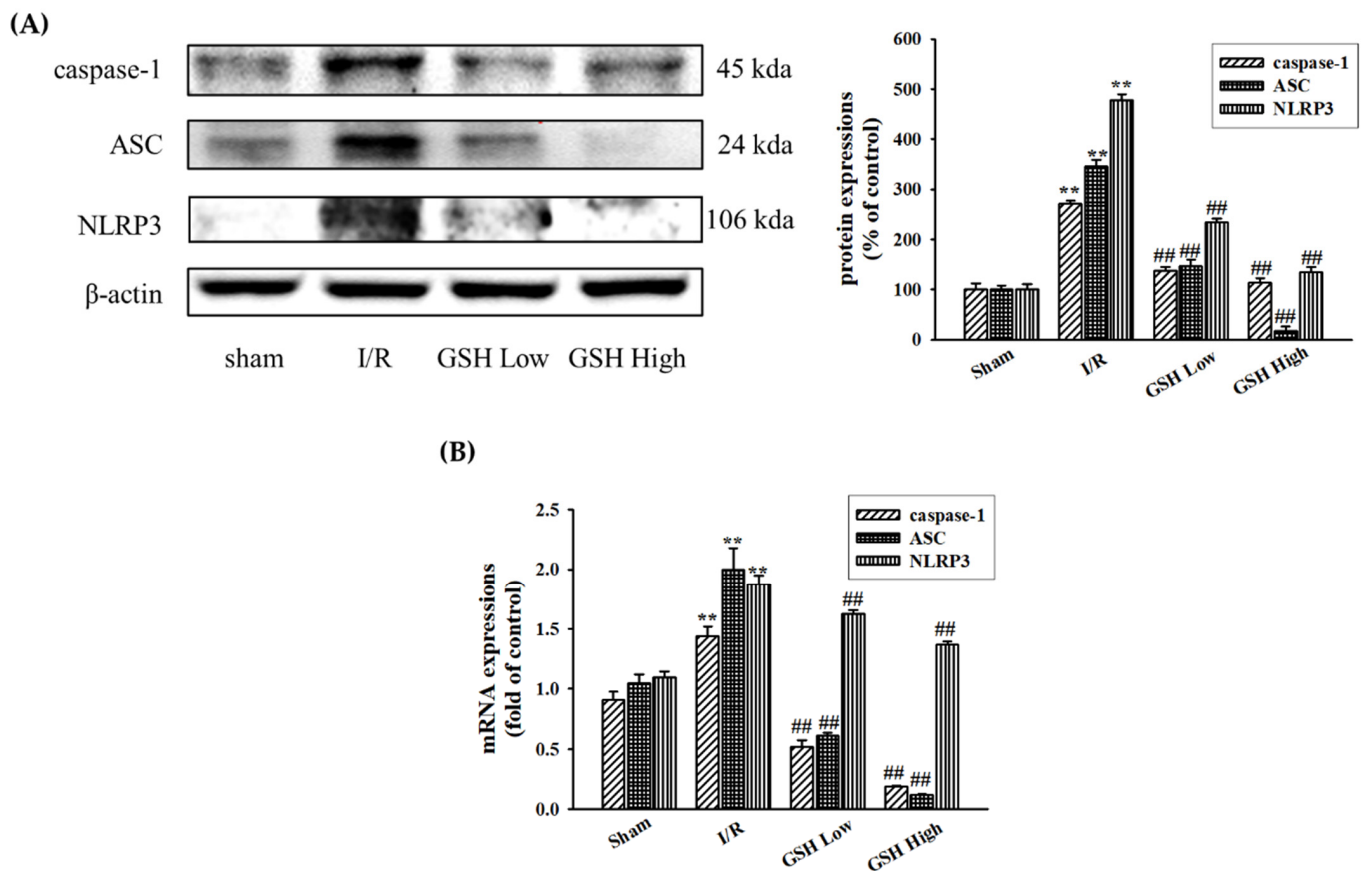 (A)
caspase-1
45 kda
ASC
24 kda
NLRP3
106 kda
β-actin
sham I/R GSH Low GSH High
protein expressions
(% of control)
600
500
400
300
200
100
0
caspase-1
ASC
NLRP3
** ** **
## ## ##
## ## ##
Sham I/R GSH Low GSH High
(B)
mRNA expressions
(fold of control)
2.5
2.0
1.5
1.0
0.5
0.0
caspase-1
ASC
NLRP3
** ** **
## ## ##
## ## ##
Sham I/R GSH Low GSH High